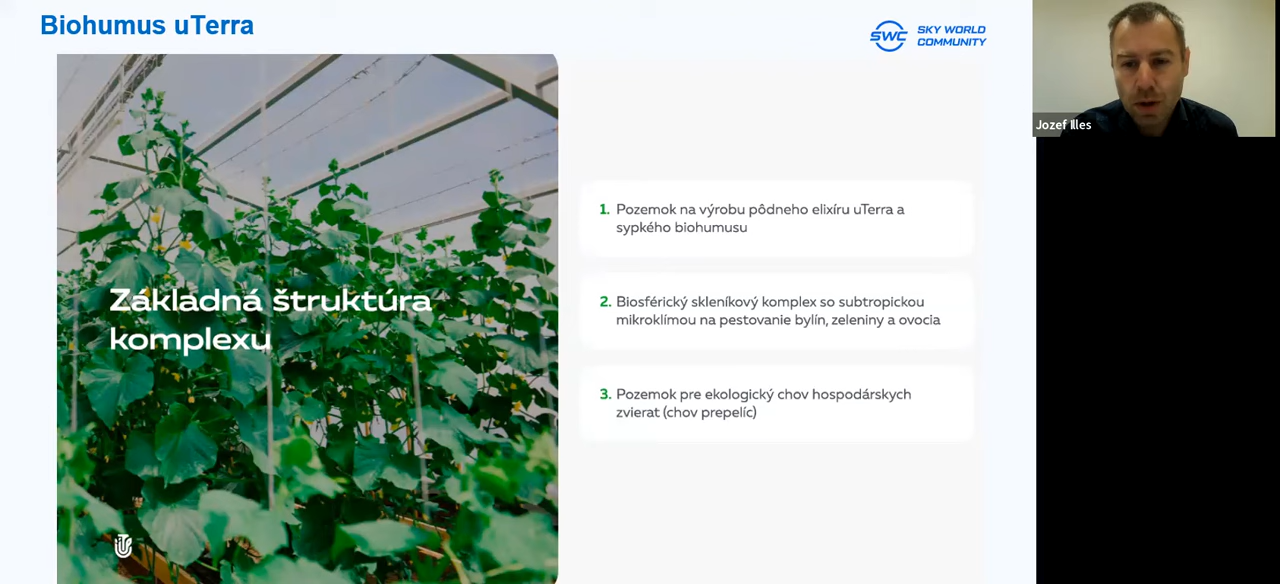 Biohumus uTerra
SWC
SKY WORLD
COMMUNITY
Jozef Illes
Základná štruktúra
komplexu
1. Pozemok na výrobu pôdneho elixíru uTerra a
sypkého biohumusu
2. Biosférický skleníkový komplex so subtropickou
mikroklímou na pestovanie bylín, zeleniny a ovocia
3. Pozemok pre ekologický chov hospodárskych
zvierat (chov prepelíc)